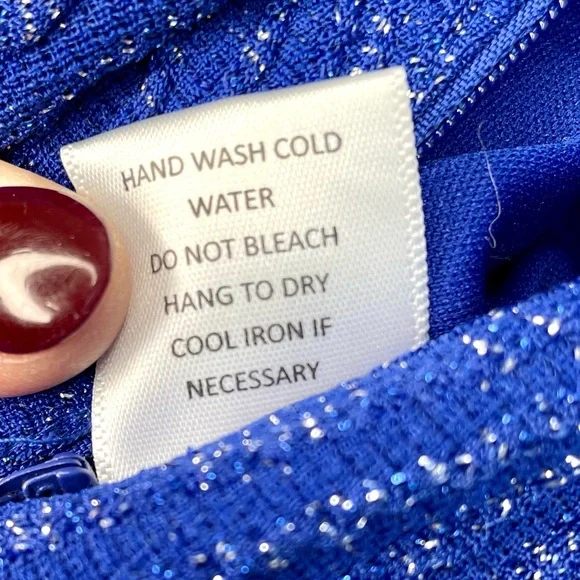 HAND WASH COLD
WATER
DO NOT BLEACH
HANG TO DRY
COOL IRON IF
NECESSARY